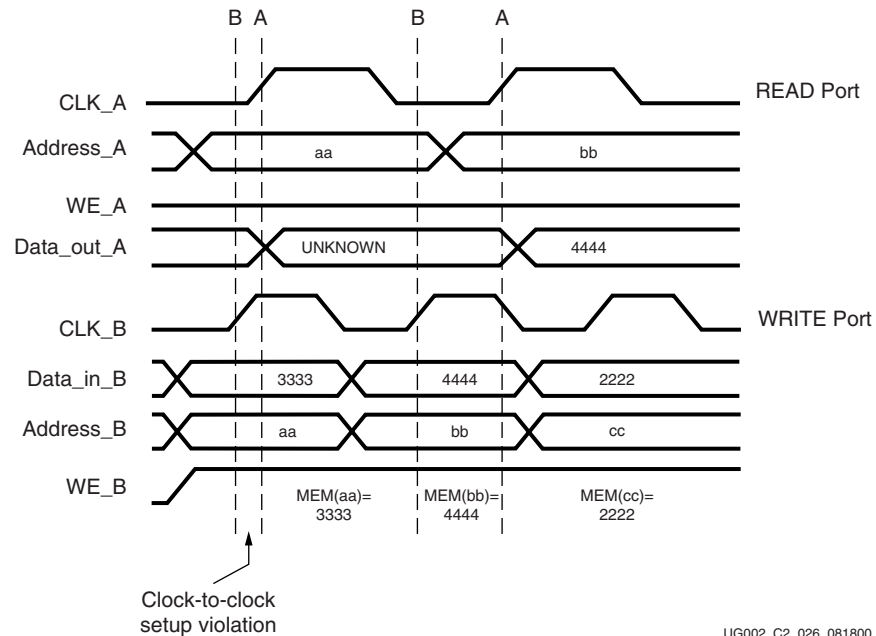 B A B A
CLK_A READ Port
Address_A aa bb
WE_A
Data_out_A UNKNOWN 4444
CLK_B WRITE Port
Data_in_B 3333 4444 2222
Address_B aa bb cc
WE_B
MEM(aa)= MEM(bb)= MEM(cc)=
3333 4444 2222
Clock-to-clock
setup violation
UG002_C2_026_081800